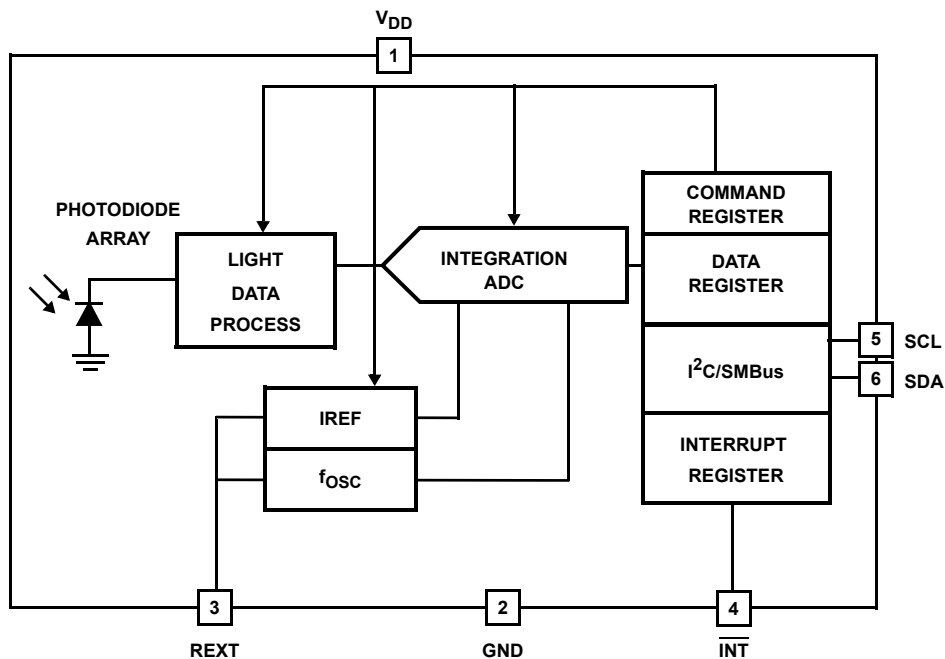 VDD
1
COMMAND
REGISTER
PHOTODIODE
ARRAY
LIGHT
DATA
PROCESS
INTEGRATION
ADC
DATA
REGISTER
5 SCL
I²C/SMBus
6 SDA
IREF
fOSC
INTERRUPT
REGISTER
3
2
4
REXT
GND
INT